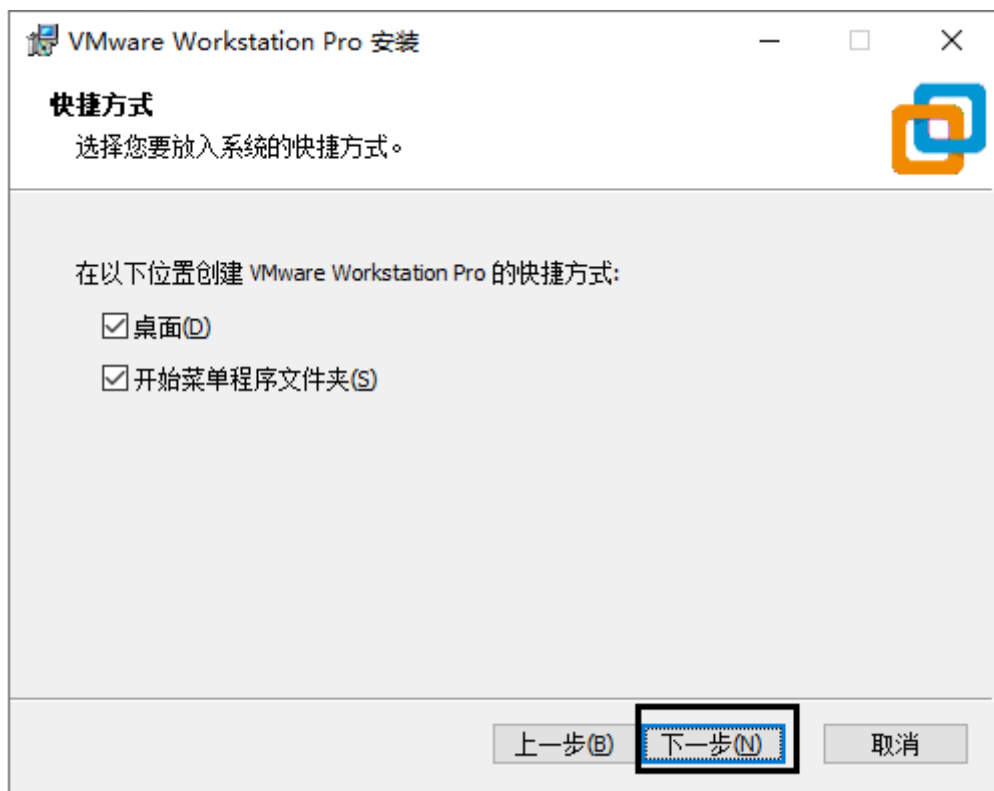 VMware Workstation Pro 安装
快捷方式
选择您要放入系统的快捷方式。
在以下位置创建 VMware Workstation Pro 的快捷方式:
桌面(D)
开始菜单程序文件夹(S)
上一步(B) 下一步(N) 取消